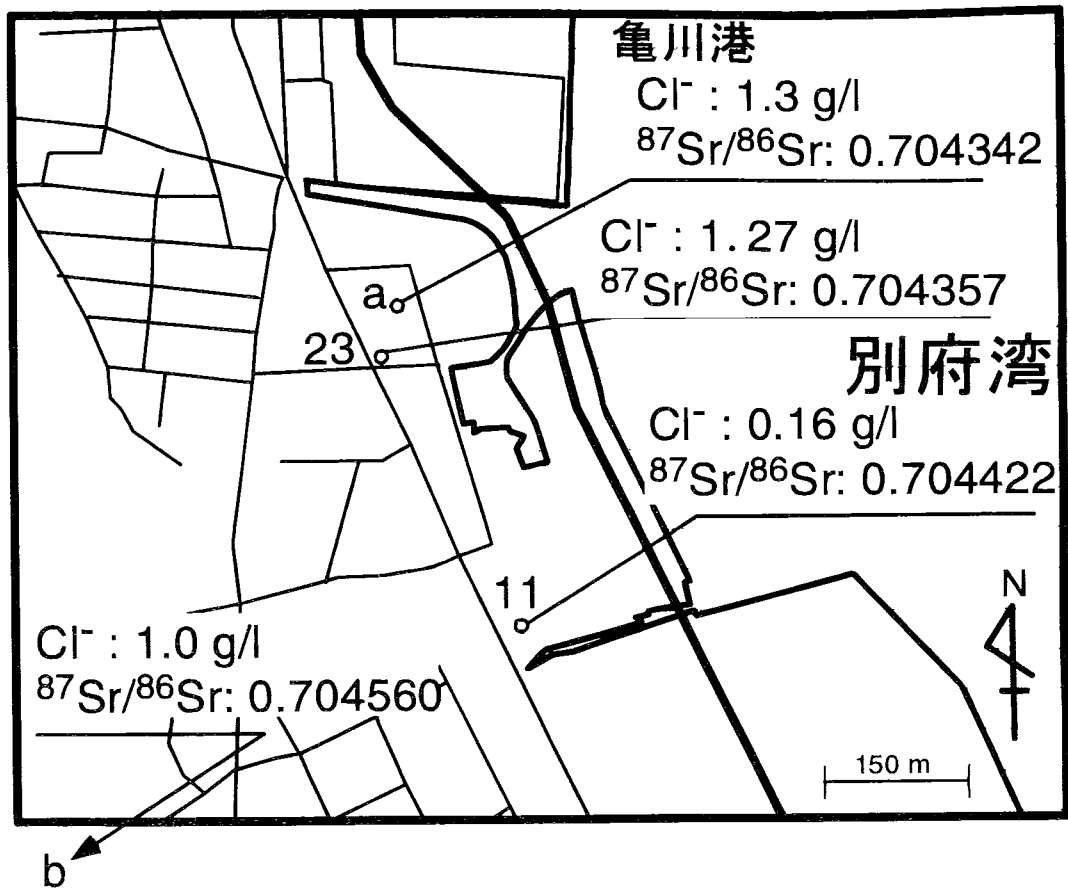 亀川港
Cl⁻ : 1.3 g/l
⁸⁷Sr/⁸⁶Sr: 0.704342
Cl⁻ : 1.27 g/l
⁸⁷Sr/⁸⁶Sr: 0.704357
a
23
別府湾
Cl⁻ : 0.16 g/l
⁸⁷Sr/⁸⁶Sr: 0.704422
11
N
Cl⁻ : 1.0 g/l
⁸⁷Sr/⁸⁶Sr: 0.704560
150 m
b